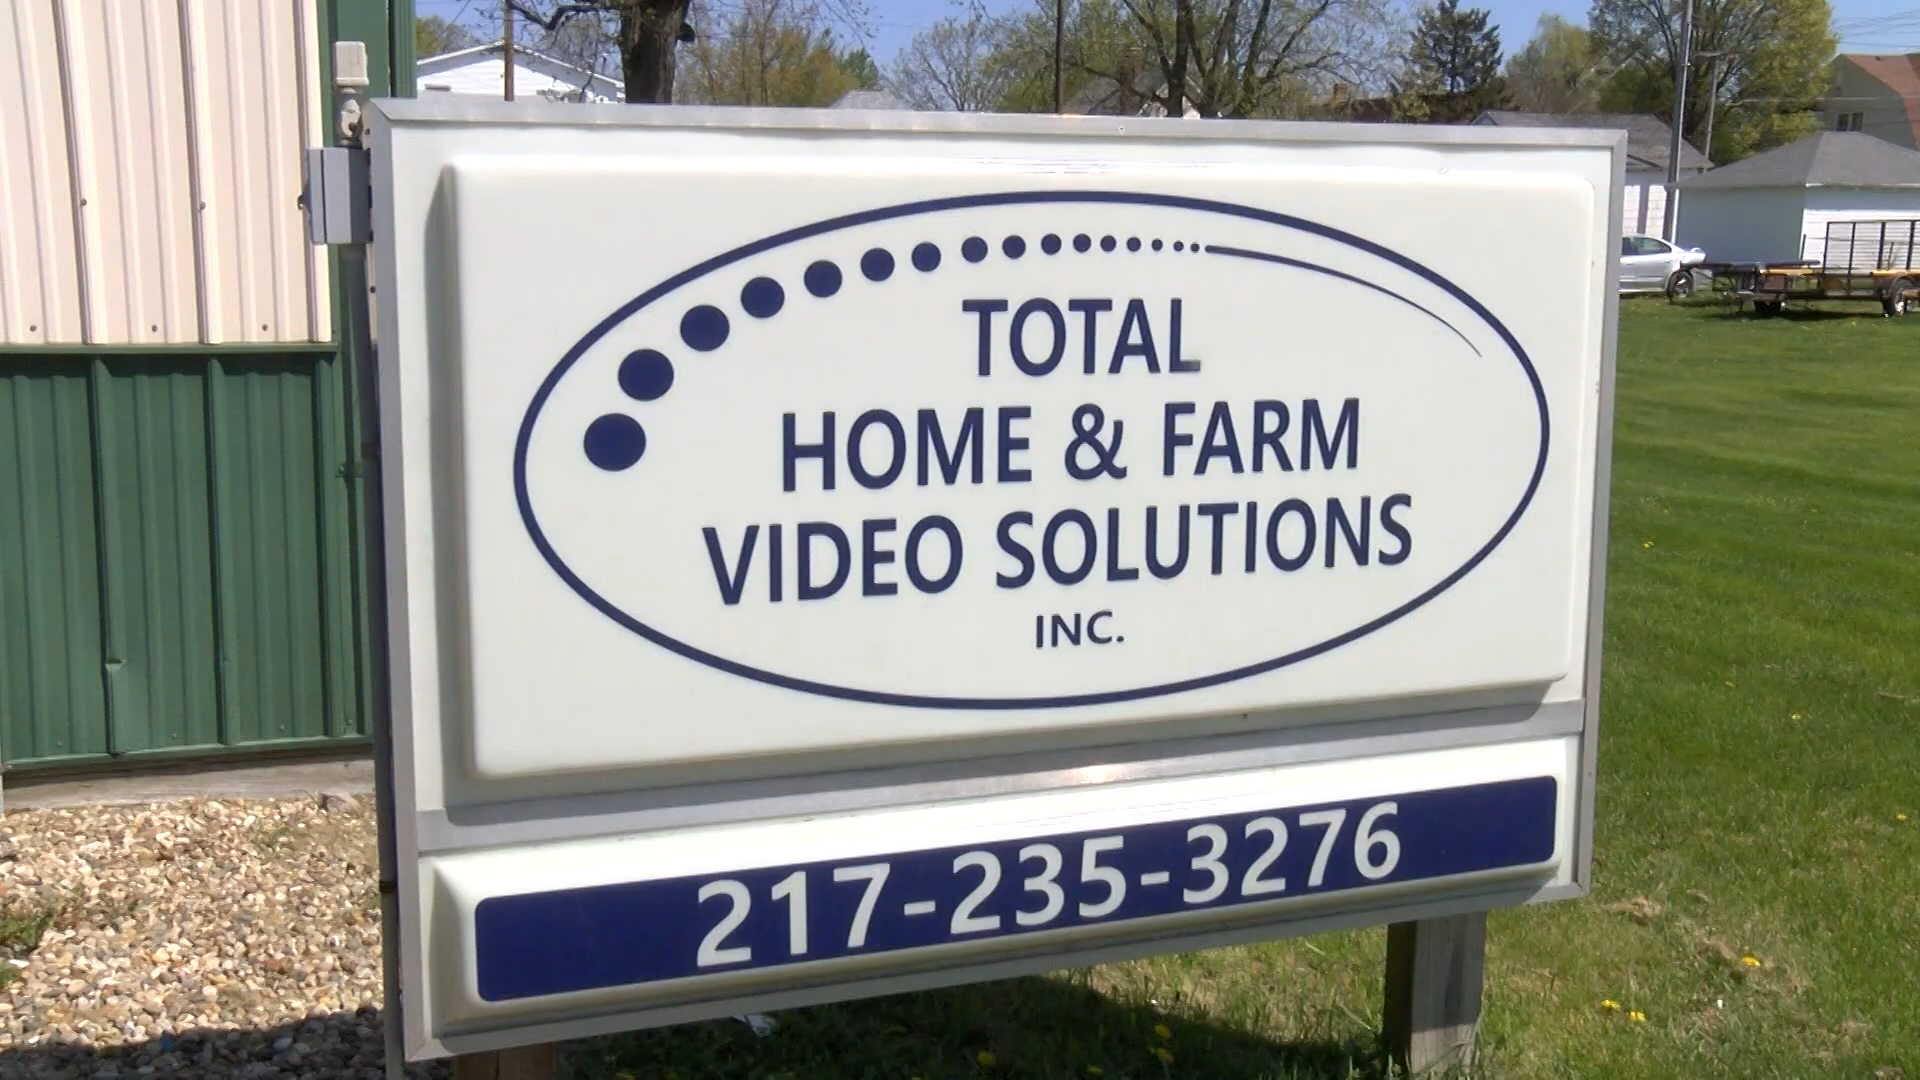 TOTAL
HOME & FARM
VIDEO SOLUTIONS
INC.
217-235-3276